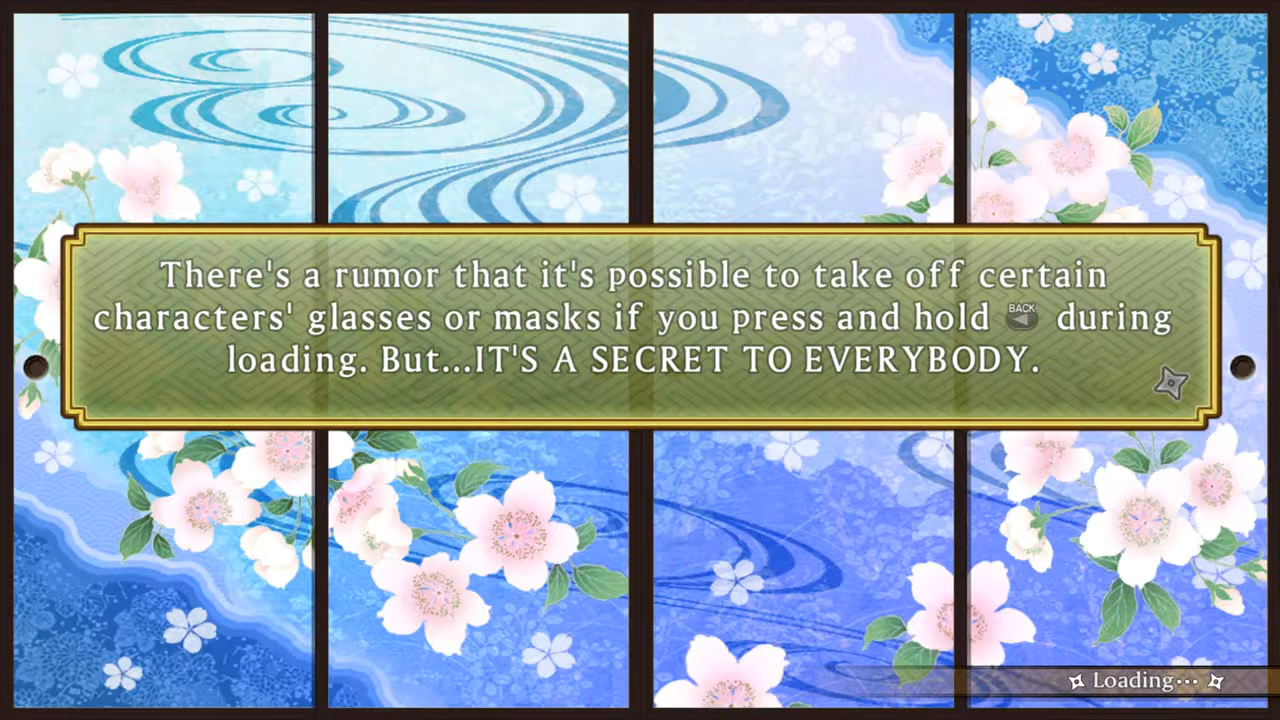 There's a rumor that it's possible to take off certain
characters' glasses or masks if you press and hold BACK during
loading. But...IT'S A SECRET TO EVERYBODY.
Loading···